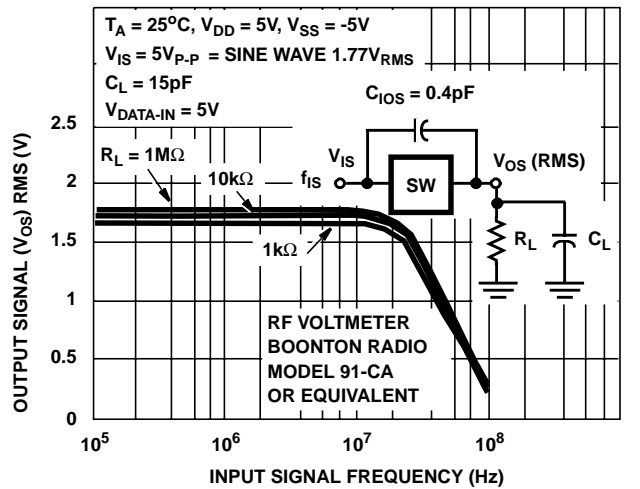 T_A = 25°C, V_DD = 5V, V_SS = -5V
V_IS = 5V_P-P = SINE WAVE 1.77V_RMS
C_L = 15pF
V_DATA-IN = 5V
C_IOS = 0.4pF
V_IS
f_IS
SW
V_OS (RMS)
R_L
C_L
R_L = 1MΩ
10kΩ
1kΩ
RF VOLTMETER
BOONTON RADIO
MODEL 91-CA
OR EQUIVALENT
OUTPUT SIGNAL (V_OS) RMS (V)
2.5
2
1.5
1
0.5
0
10^5
10^6
10^7
10^8
INPUT SIGNAL FREQUENCY (Hz)